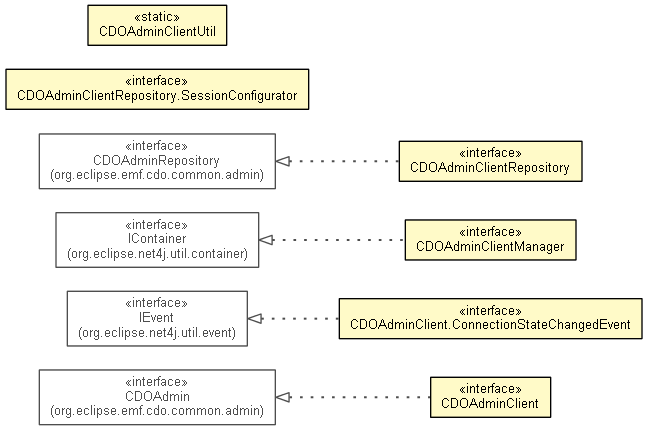 «static»
CDOAdminClientUtil
«interface»
CDOAdminClientRepository.SessionConfigurator
«interface»
CDOAdminRepository
(org.eclipse.emf.cdo.common.admin)
«interface»
CDOAdminClientRepository
«interface»
IContainer
(org.eclipse.net4j.util.container)
«interface»
CDOAdminClientManager
«interface»
IEvent
(org.eclipse.net4j.util.event)
«interface»
CDOAdminClient.ConnectionStateChangedEvent
«interface»
CDOAdmin
(org.eclipse.emf.cdo.common.admin)
«interface»
CDOAdminClient